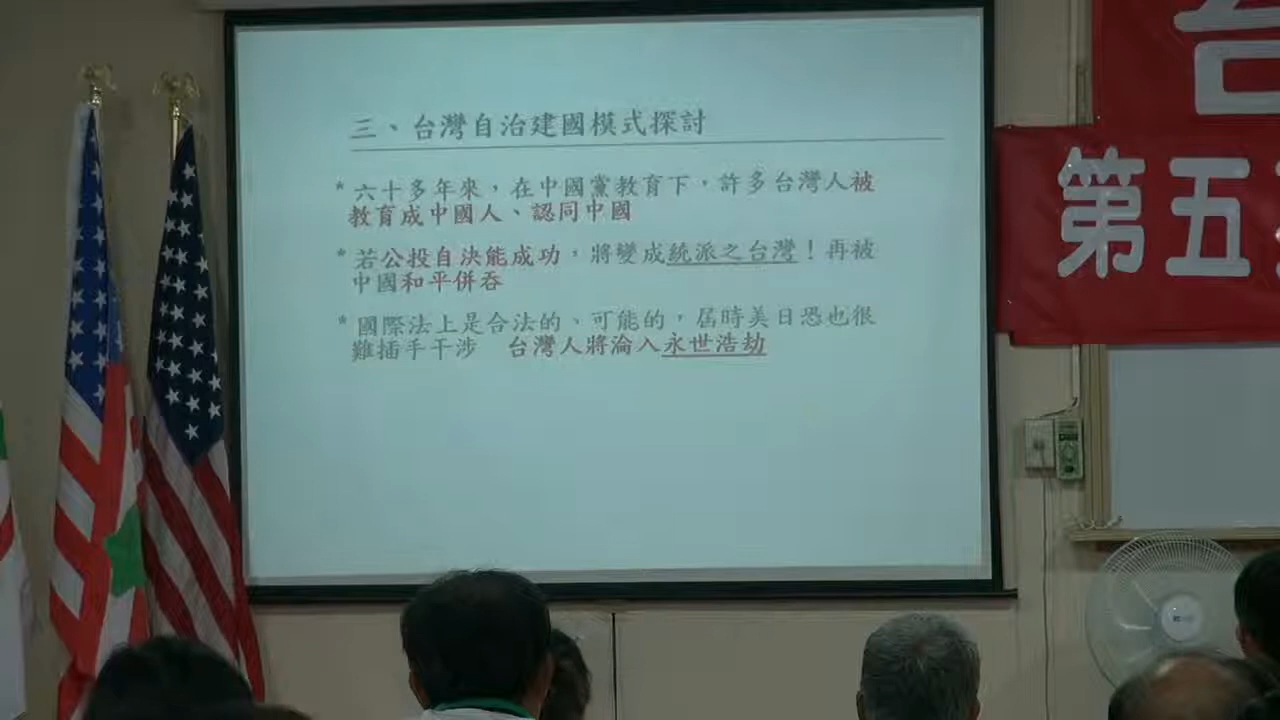 三、台灣自治建國模式探討
* 六十多年來，在中國黨教育下，許多台灣人被
教育成中國人、認同中國
* 若公投自決能成功，將變成統派之台灣！再被
中國和平併吞
* 國際法上是合法的、可能的，屆時美日恐也很
難插手干涉　台灣人將淪入永世浩劫
第五